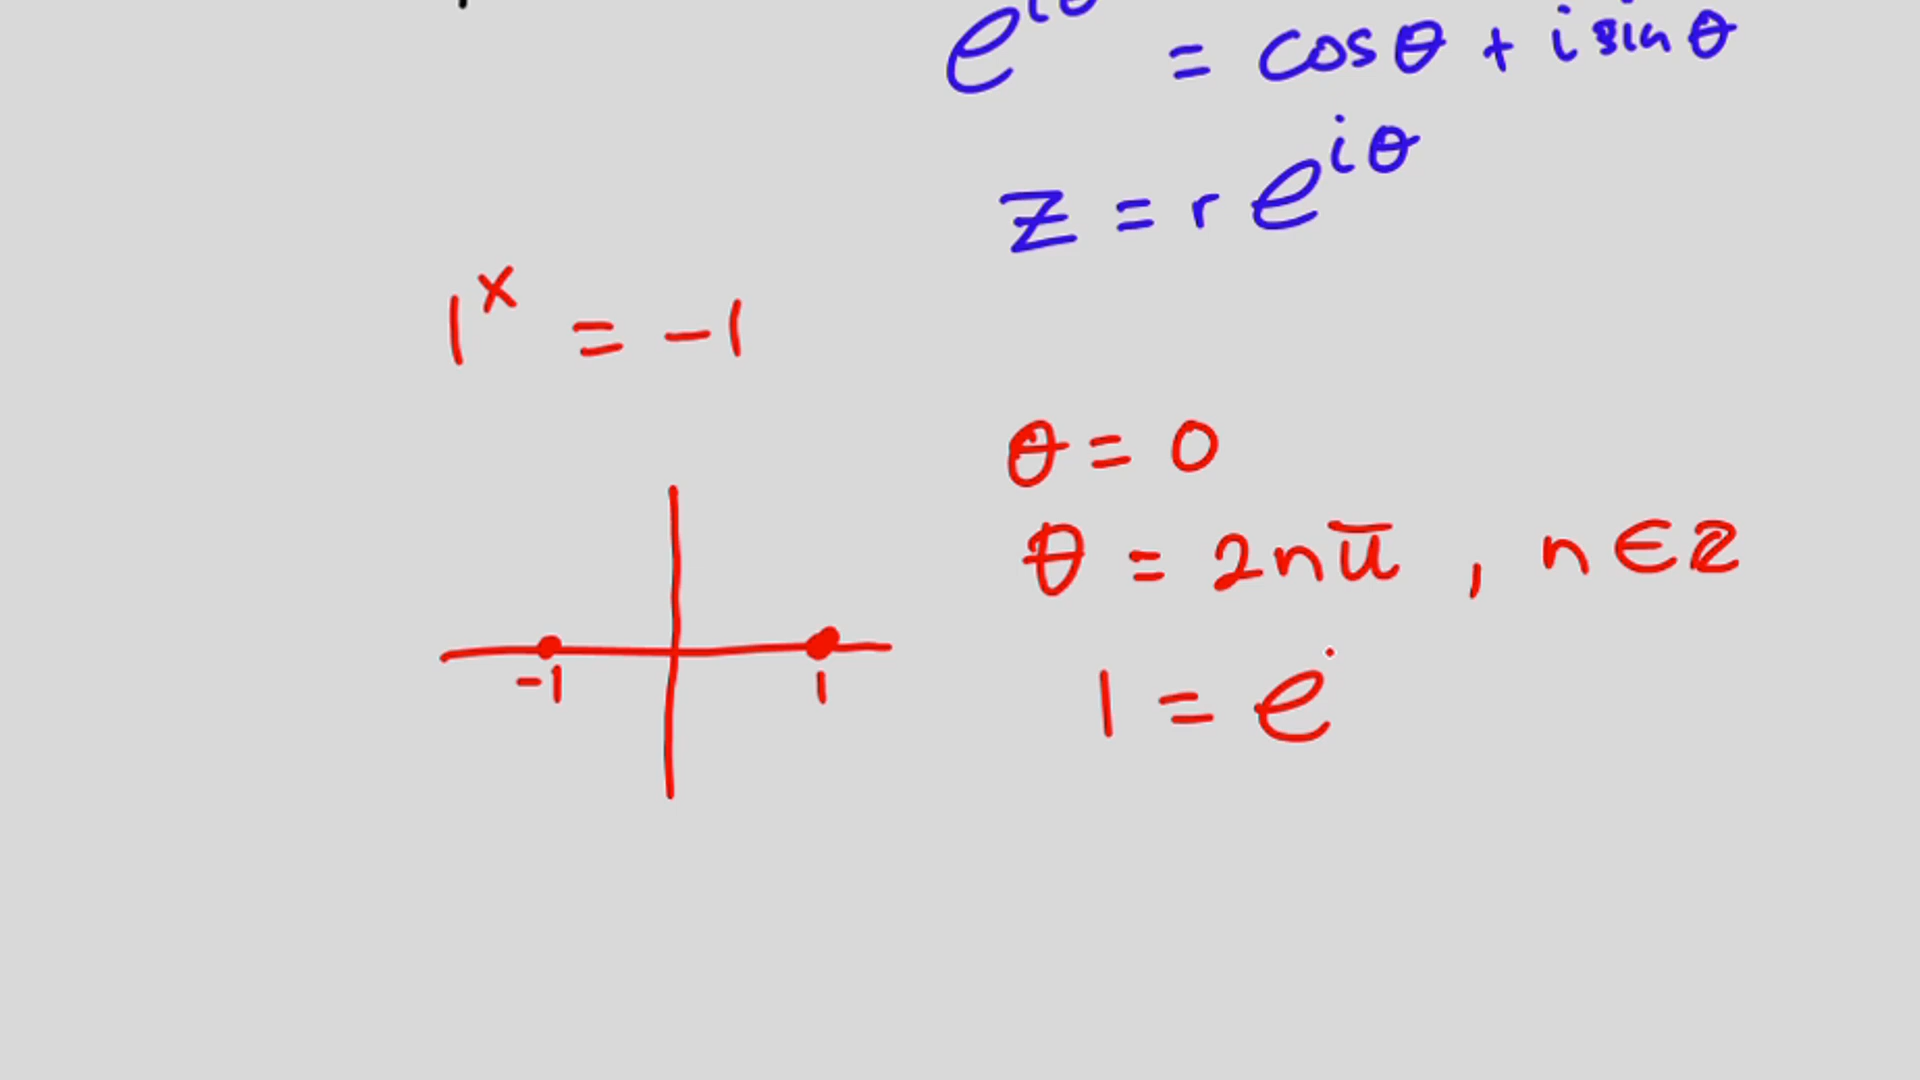 e^{iθ} = cosθ + i sinθ
z = r e^{iθ}
1^x = -1
θ = 0
θ = 2nπ , n ∈ ℤ
-1 1
1 = e